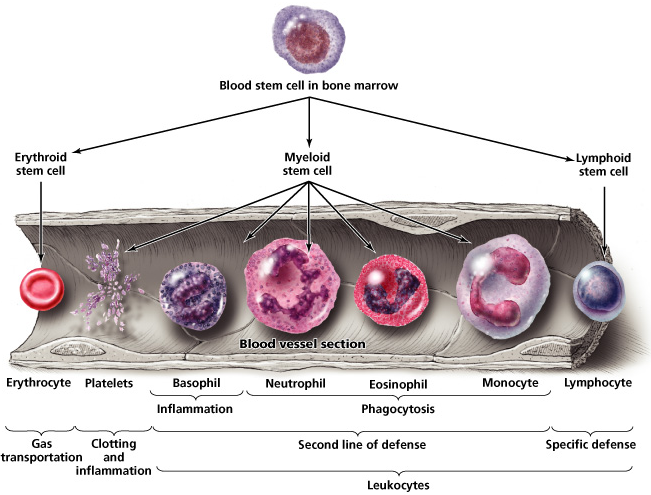 Blood stem cell in bone marrow
Erythroid
stem cell
Myeloid
stem cell
Lymphoid
stem cell
Blood vessel section
Erythrocyte
Platelets
Basophil
Neutrophil
Eosinophil
Monocyte
Lymphocyte
Inflammation
Phagocytosis
Gas
transportation
Clotting
and
inflammation
Second line of defense
Specific defense
Leukocytes